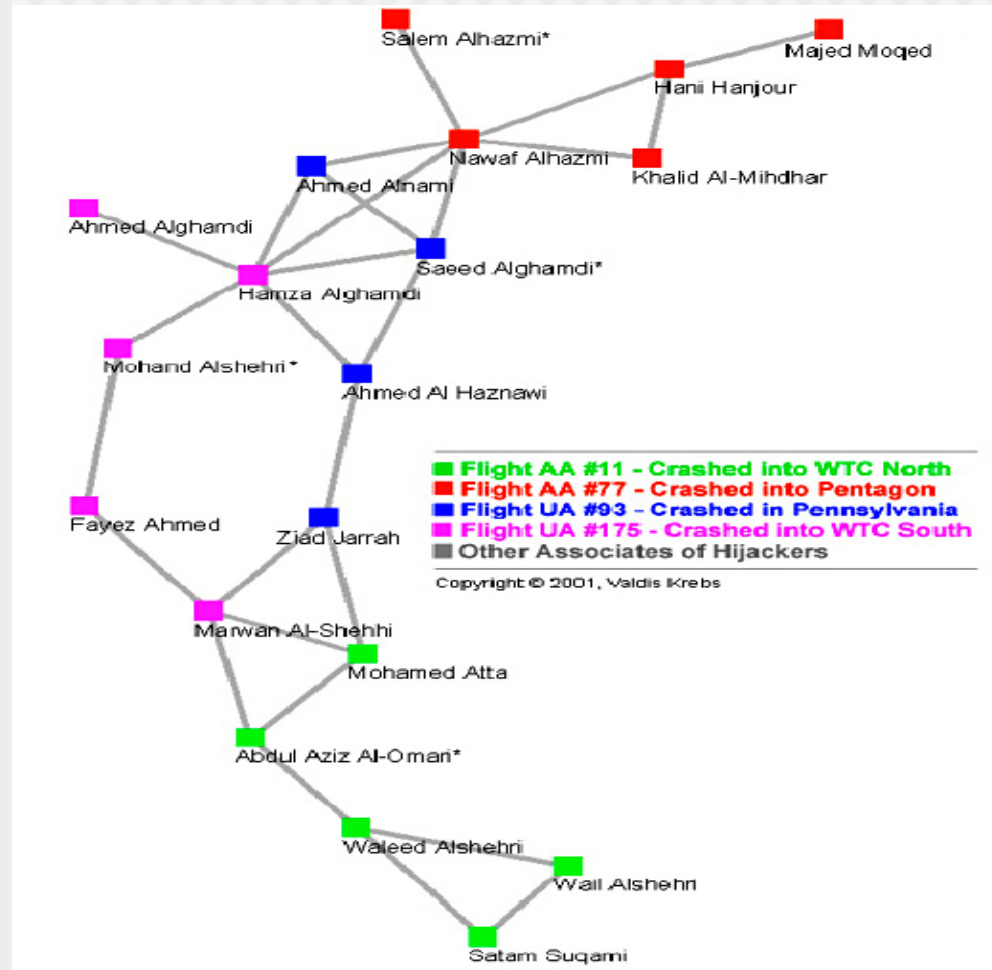 Salem Alhazmi*
Majed Moqed
Hani Hanjour
Nawaf Alhazmi
Khalid Al-Mihdhar
Ahmed Alnami
Ahmed Alghamdi
Saeed Alghamdi*
Hamza Alghamdi
Mohand Alshehri*
Ahmed Al Haznawi
Flight AA #11 - Crashed into WTC North
Flight AA #77 - Crashed into Pentagon
Flight UA #93 - Crashed in Pennsylvania
Flight UA #175 - Crashed into WTC South
Other Associates of Hijackers
Copyright © 2001, Valdis Krebs
Fayez Ahmed
Ziad Jarrah
Marwan Al-Shehhi
Mohamed Atta
Abdul Aziz Al-Omari*
Waleed Alshehri
Wail Alshehri
Satam Suqami